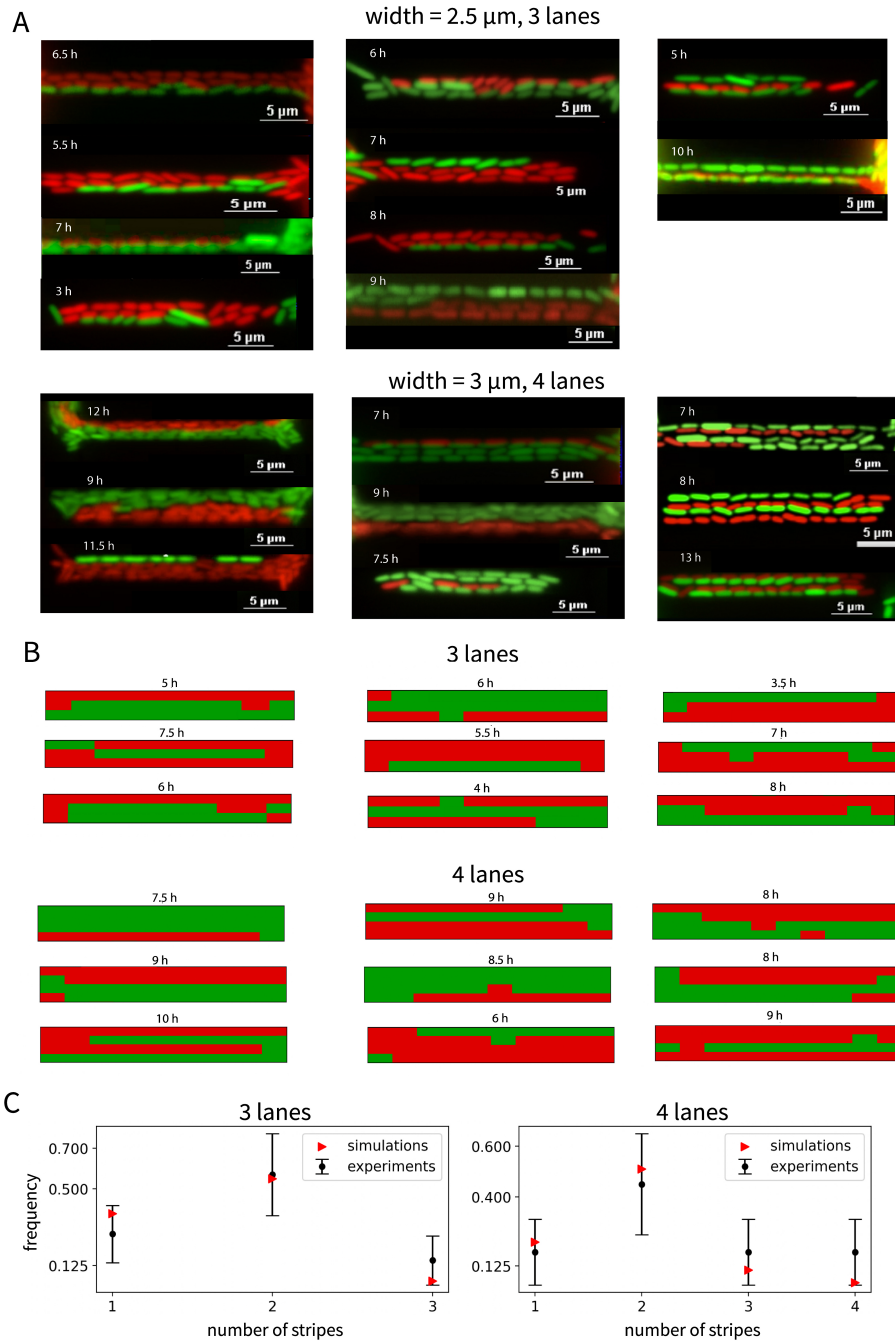 A
width = 2.5 μm, 3 lanes
6.5 h
5 μm
5.5 h
5 μm
7 h
5 μm
3 h
5 μm
6 h
5 μm
7 h
5 μm
8 h
5 μm
9 h
5 μm
5 h
5 μm
10 h
5 μm
width = 3 μm, 4 lanes
12 h
5 μm
9 h
5 μm
11.5 h
5 μm
7 h
5 μm
9 h
5 μm
7.5 h
5 μm
7 h
5 μm
8 h
5 μm
13 h
5 μm
B
3 lanes
5 h
6 h
3.5 h
7.5 h
5.5 h
7 h
6 h
4 h
8 h
4 lanes
7.5 h
9 h
8 h
9 h
8.5 h
8 h
10 h
6 h
9 h
C
3 lanes
simulations
experiments
frequency
0.700
0.500
0.125
1 2 3
number of stripes
4 lanes
simulations
experiments
0.600
0.400
0.125
1 2 3 4
number of stripes